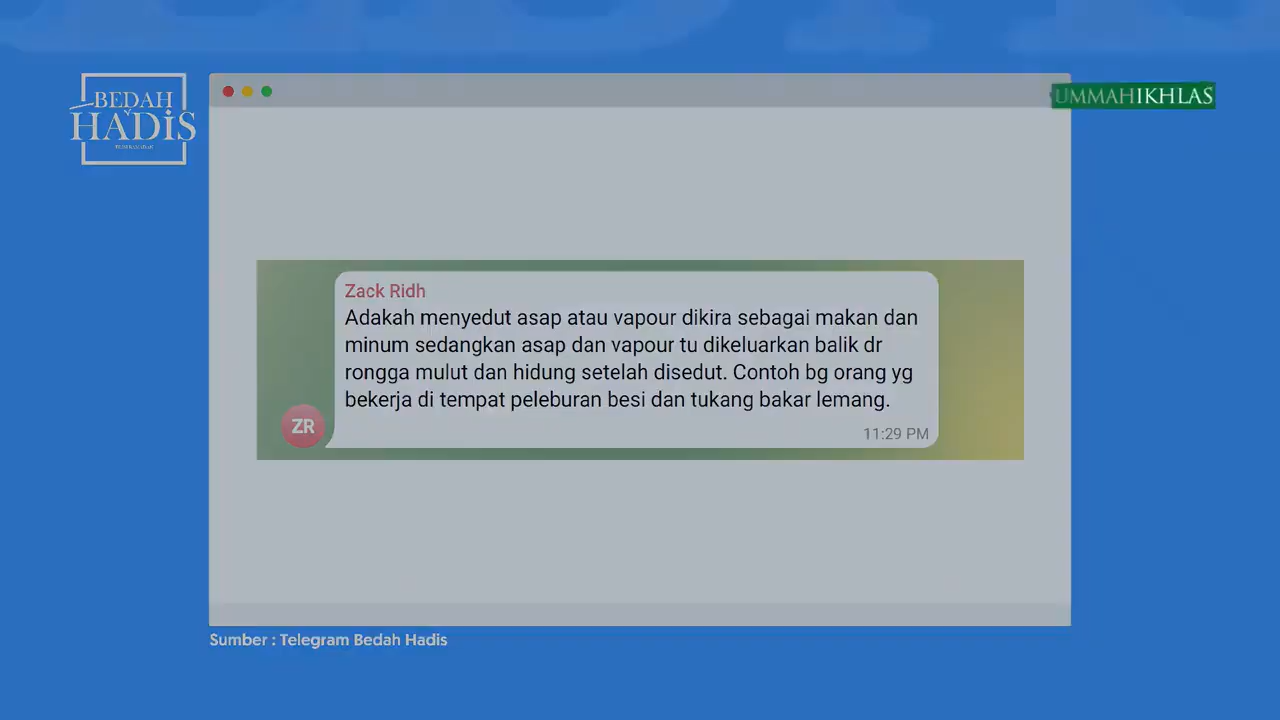 BEDAH
HADIS
UMMAHIKHLAS
Zack Ridh
Adakah menyedut asap atau vapour dikira sebagai makan dan
minum sedangkan asap dan vapour tu dikeluarkan balik dr
rongga mulut dan hidung setelah disedut. Contoh bg orang yg
bekerja di tempat peleburan besi dan tukang bakar lemang.
ZR
11:29 PM
Sumber : Telegram Bedah Hadis